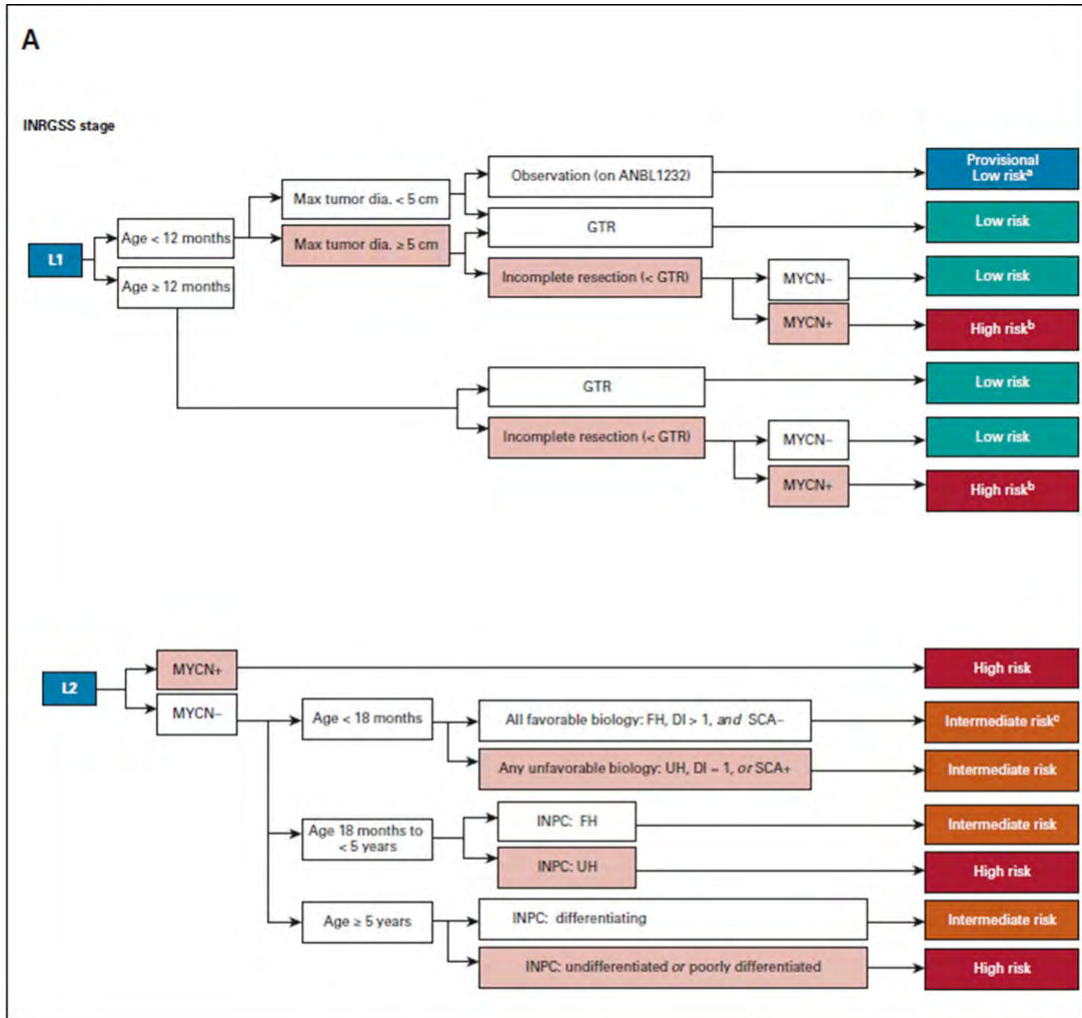 A
INRGSS stage
L1
Age < 12 months
Age ≥ 12 months
Max tumor dia. < 5 cm
Max tumor dia. ≥ 5 cm
Observation (on ANBL1232)
GTR
Incomplete resection (< GTR)
MYCN−
MYCN+
Provisional
Low riskᵃ
Low risk
Low risk
High riskᵇ
GTR
Incomplete resection (< GTR)
MYCN−
MYCN+
Low risk
Low risk
High riskᵇ
L2
MYCN+
MYCN−
High risk
Age < 18 months
All favorable biology: FH, DI > 1, and SCA−
Intermediate riskᶜ
Any unfavorable biology: UH, DI = 1, or SCA+
Intermediate risk
Age 18 months to
< 5 years
INPC: FH
Intermediate risk
INPC: UH
High risk
Age ≥ 5 years
INPC: differentiating
Intermediate risk
INPC: undifferentiated or poorly differentiated
High risk